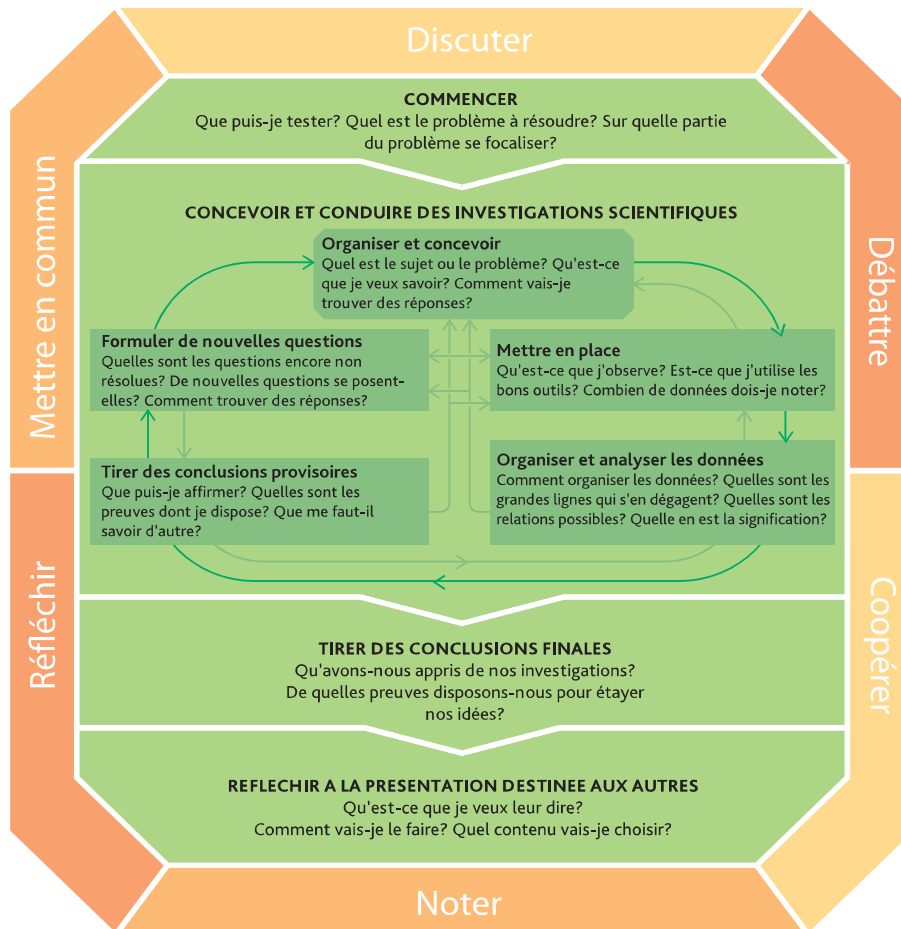 Discuter
Mettre en commun
Débattre
COMMENCER
Que puis-je tester? Quel est le problème à résoudre? Sur quelle partie
du problème se focaliser?
CONCEVOIR ET CONDUIRE DES INVESTIGATIONS SCIENTIFIQUES
Organiser et concevoir
Quel est le sujet ou le problème? Qu'est-ce
que je veux savoir? Comment vais-je
trouver des réponses?
Formuler de nouvelles questions
Quelles sont les questions encore non
résolues? De nouvelles questions se posent-
elles? Comment trouver des réponses?
Mettre en place
Qu'est-ce que j'observe? Est-ce que j'utilise les
bons outils? Combien de données dois-je noter?
Tirer des conclusions provisoires
Que puis-je affirmer? Quelles sont les
preuves dont je dispose? Que me faut-il
savoir d'autre?
Organiser et analyser les données
Comment organiser les données? Quelles sont les
grandes lignes qui s'en dégagent? Quelles sont les
relations possibles? Quelle en est la signification?
Réfléchir
Coopérer
TIRER DES CONCLUSIONS FINALES
Qu'avons-nous appris de nos investigations?
De quelles preuves disposons-nous pour étayer
nos idées?
REFLECHIR A LA PRESENTATION DESTINEE AUX AUTRES
Qu'est-ce que je veux leur dire?
Comment vais-je le faire? Quel contenu vais-je choisir?
Noter